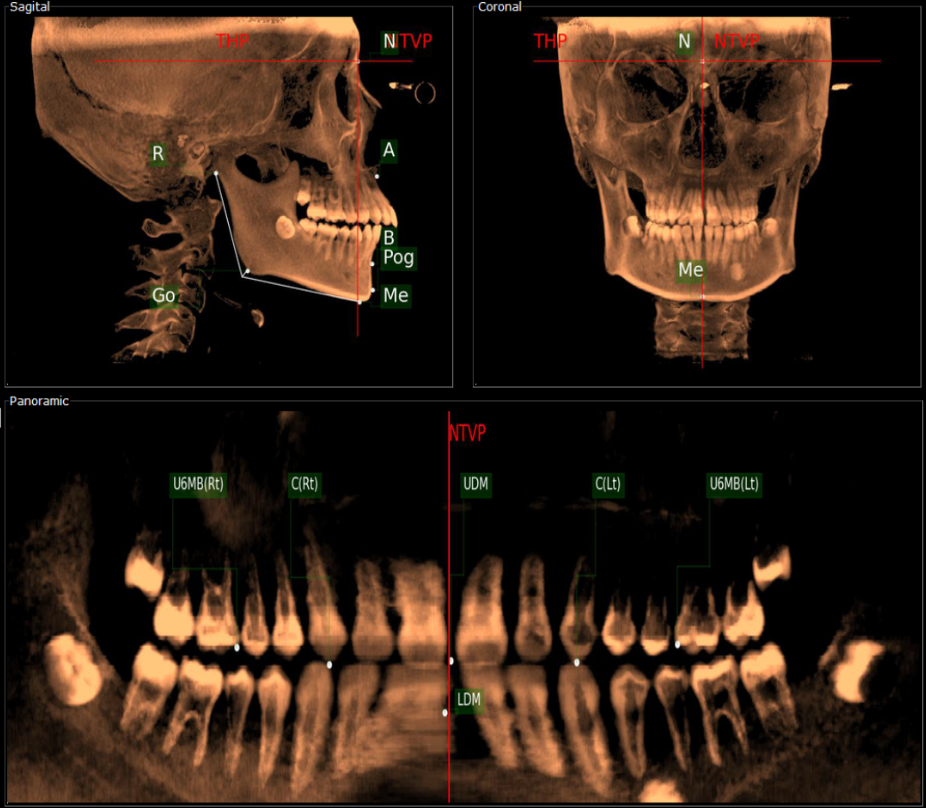 Sagital
THP
N
NTVP
R
A
B
Pog
Go
Me
Coronal
THP
N
NTVP
Me
Panoramic
NTVP
U6MB(Rt)
C(Rt)
UDM
C(Lt)
U6MB(Lt)
LDM